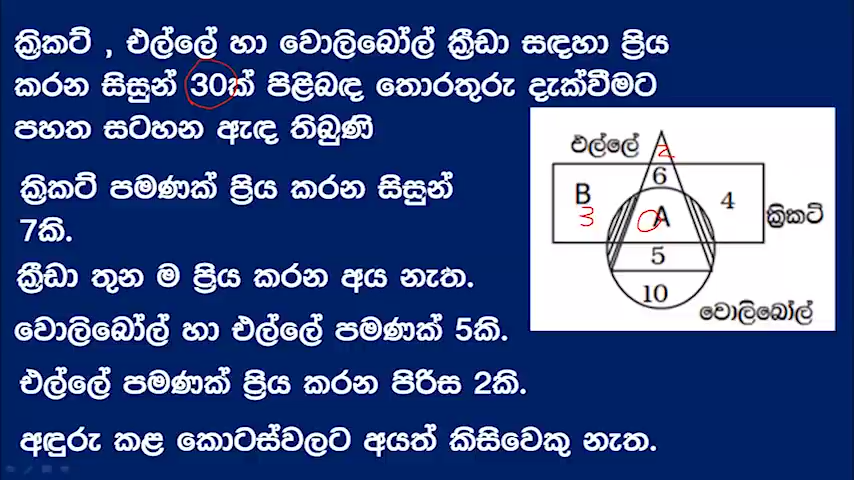 ක්‍රිකට් , එල්ලේ හා වොලිබෝල් ක්‍රීඩා සඳහා ප්‍රිය
කරන සිසුන් 30ක් පිළිබඳ තොරතුරු දැක්වීමට
පහත සටහන ඇඳ තිබුණි
ක්‍රිකට් පමණක් ප්‍රිය කරන සිසුන්
7කි.
ක්‍රීඩා තුන ම ප්‍රිය කරන අය නැත.
වොලිබෝල් හා එල්ලේ පමණක් 5කි.
එල්ලේ පමණක් ප්‍රිය කරන පිරිස 2කි.
අඳුරු කළ කොටස්වලට අයත් කිසිවෙකු නැත.
එල්ලේ 2
6
B 4
3 0 A ක්‍රිකට්
5
10
වොලිබෝල්